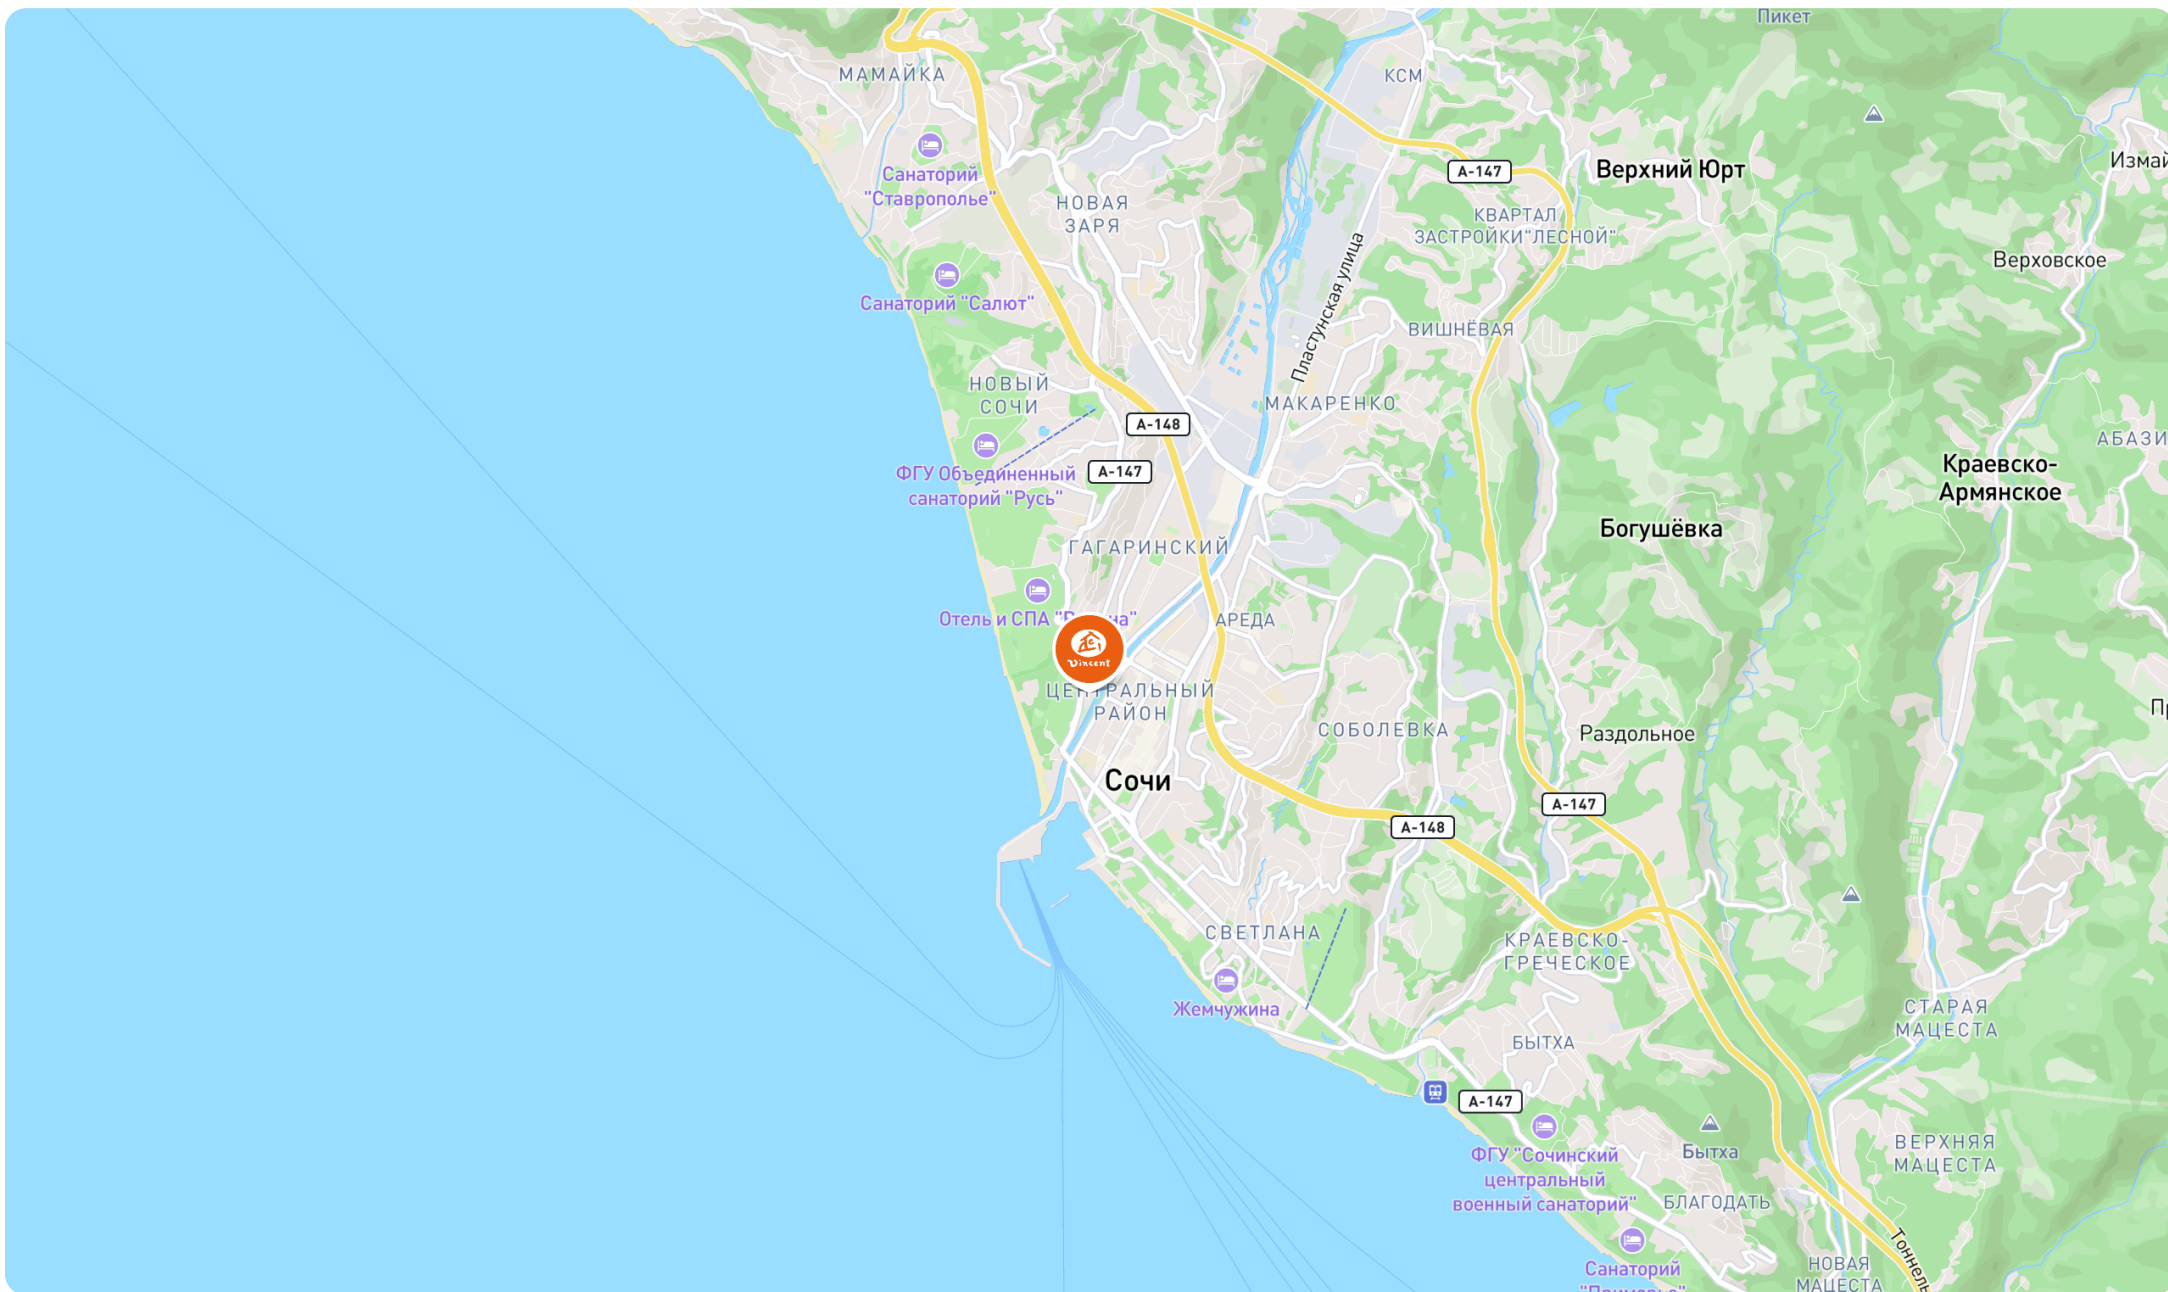 Пикет
МАМАЙКА
КСМ
Санаторий
"Ставрополье"
А-147
Верхний Юрт
НОВАЯ
ЗАРЯ
КВАРТАЛ
ЗАСТРОЙКИ"ЛЕСНОЙ"
Верховское
Санаторий "Салют"
Пластунская улица
ВИШНЁВАЯ
НОВЫЙ
СОЧИ
МАКАРЕНКО
А-148
А-147
ФГУ Объединенный
санаторий "Русь"
Краевско-
Армянское
Богушёвка
ГАГАРИНСКИЙ
Отель и СПА
АРЕДА
Vincent
ЦЕНТРАЛЬНЫЙ
РАЙОН
СОБОЛЕВКА
Раздольное
Сочи
А-147
А-148
СВЕТЛАНА
КРАЕВСКО-
ГРЕЧЕСКОЕ
Жемчужина
СТАРАЯ
МАЦЕСТА
БЫТХА
А-147
ФГУ "Сочинский
центральный
военный санаторий"
Бытха
ВЕРХНЯЯ
МАЦЕСТА
БЛАГОДАТЬ
Тоннель
Санаторий
НОВАЯ
МАЦЕСТА